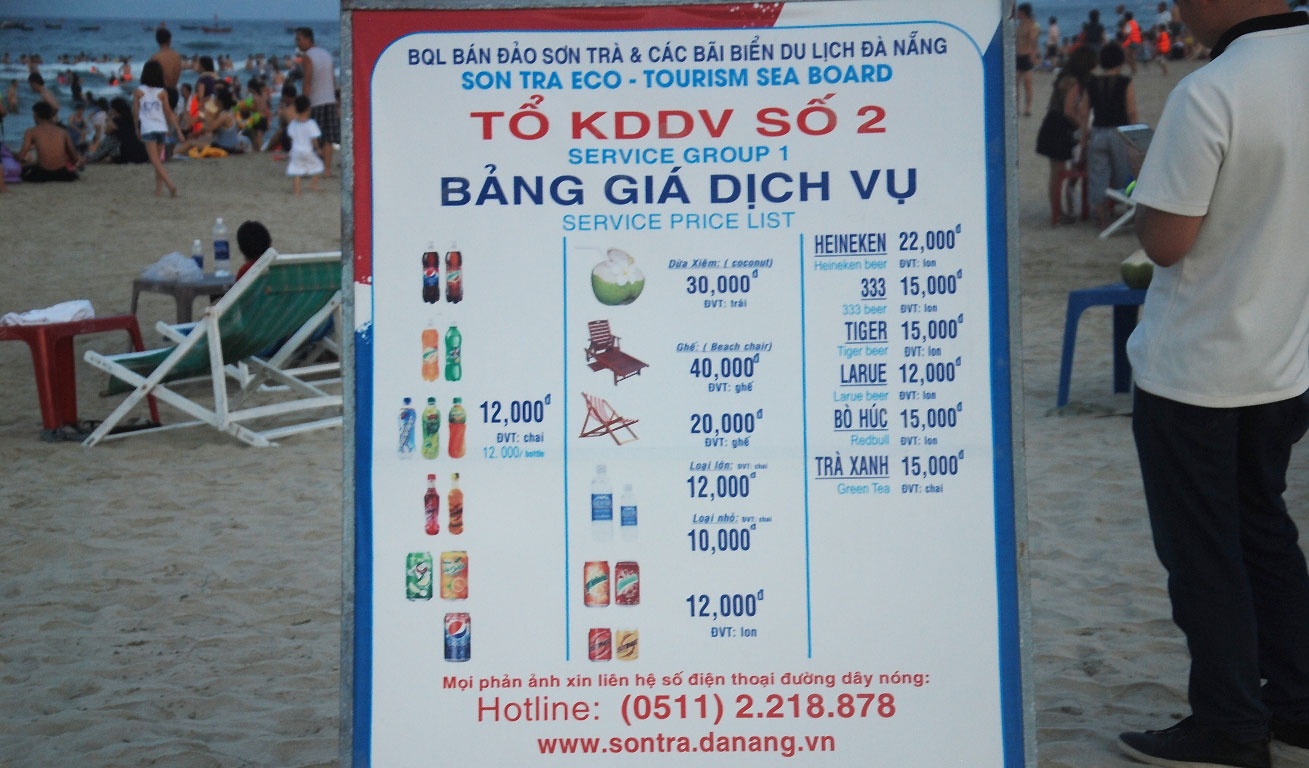 BQL BÁN ĐẢO SƠN TRÀ & CÁC BÃI BIỂN DU LỊCH ĐÀ NẴNG
SON TRA ECO - TOURISM SEA BOARD
TỔ KDDV SỐ 2
SERVICE GROUP 1
BẢNG GIÁ DỊCH VỤ
SERVICE PRICE LIST
12,000đ
ĐVT: chai
12. 000/ bottle
Dừa Xiêm: ( coconut)
30,000đ
ĐVT: trái
Ghế: ( Beach chair)
40,000đ
ĐVT: ghế
20,000đ
ĐVT: ghế
Loại lớn: ĐVT: chai
12,000đ
Loại nhỏ: ĐVT: chai
10,000đ
12,000đ
ĐVT: lon
HEINEKEN 22,000đ
Heineken beer ĐVT: lon
333 15,000đ
333 beer ĐVT: lon
TIGER 15,000đ
Tiger beer ĐVT: lon
LARUE 12,000đ
Larue beer ĐVT: lon
BÒ HÚC 15,000đ
Redbull ĐVT: lon
TRÀ XANH 15,000đ
Green Tea ĐVT: chai
Mọi phản ảnh xin liên hệ số điện thoại đường dây nóng:
Hotline: (0511) 2.218.878
www.sontra.danang.vn